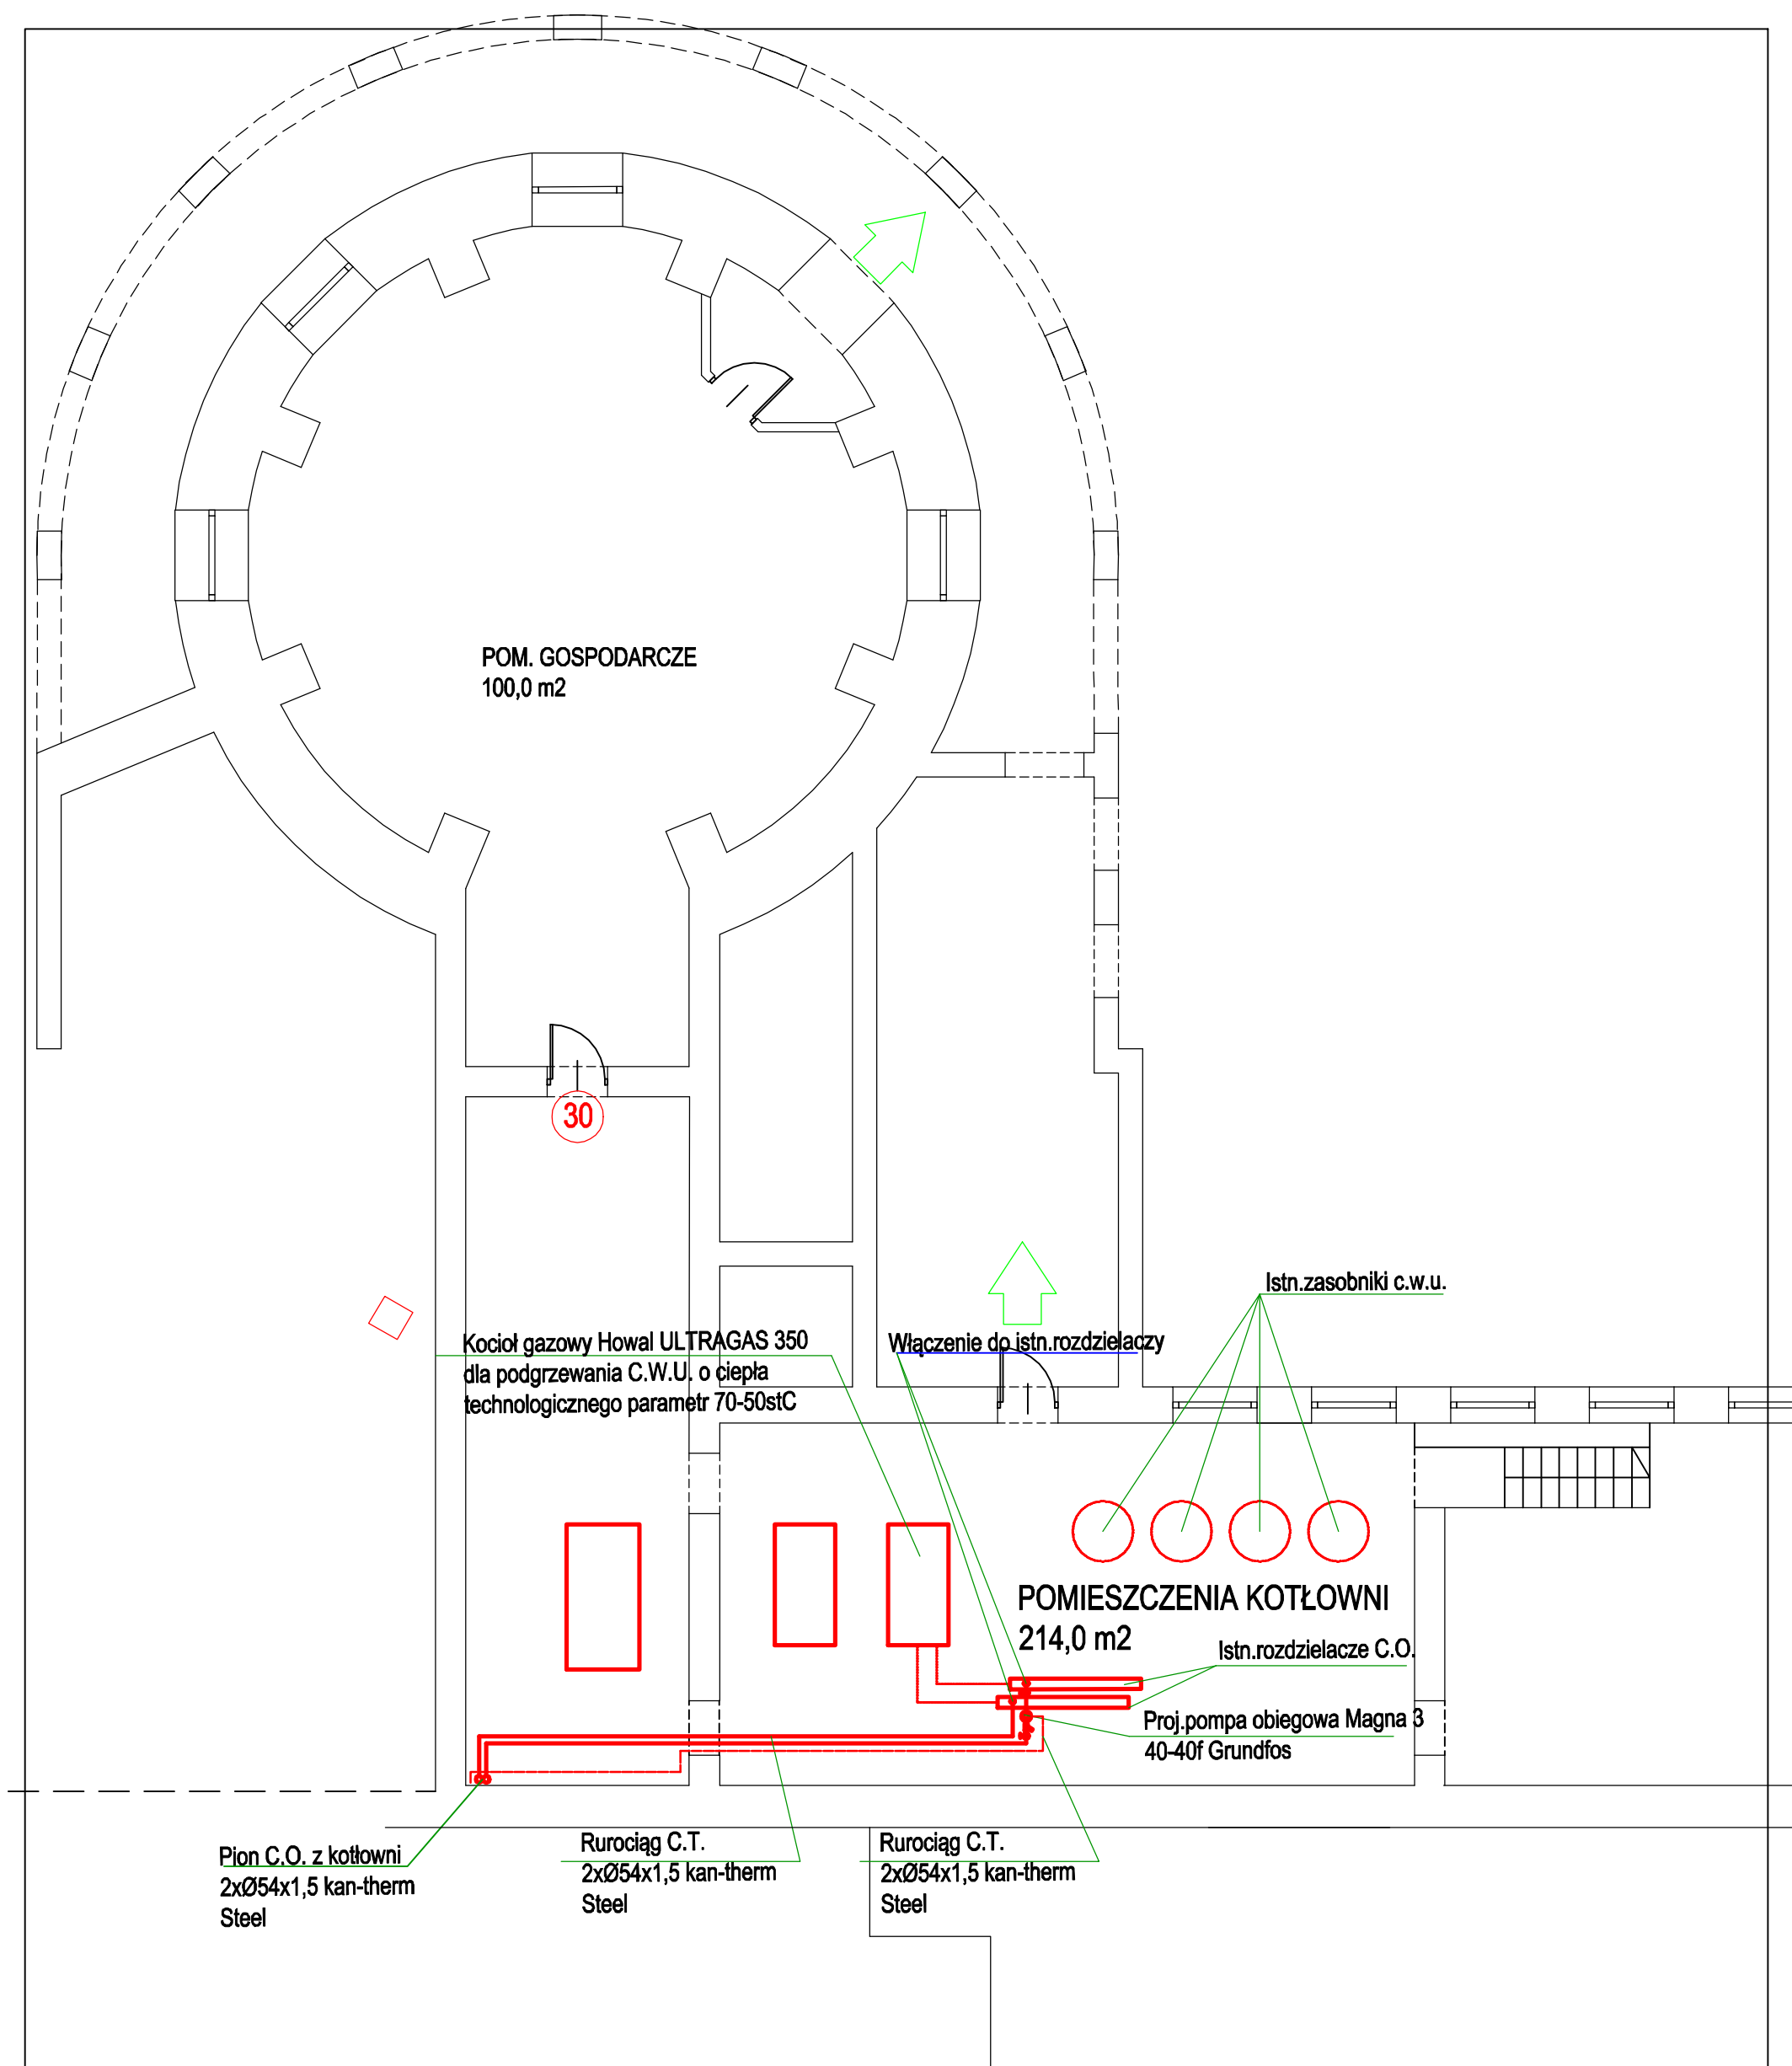 POM. GOSPODARCZE
100,0 m2
30
Istn.zasobniki c.w.u.
Kocioł gazowy Howal ULTRAGAS 350
dla podgrzewania C.W.U. o ciepła
technologicznego parametr 70-50stC
Włączenie do istn.rozdzielaczy
POMIESZCZENIA KOTŁOWNI
214,0 m2
Istn.rozdzielacze C.O.
Proj.pompa obiegowa Magna 3
40-40f Grundfos
Pion C.O. z kotłowni
2xØ54x1,5 kan-therm
Steel
Rurociąg C.T.
2xØ54x1,5 kan-therm
Steel
Rurociąg C.T.
2xØ54x1,5 kan-therm
Steel